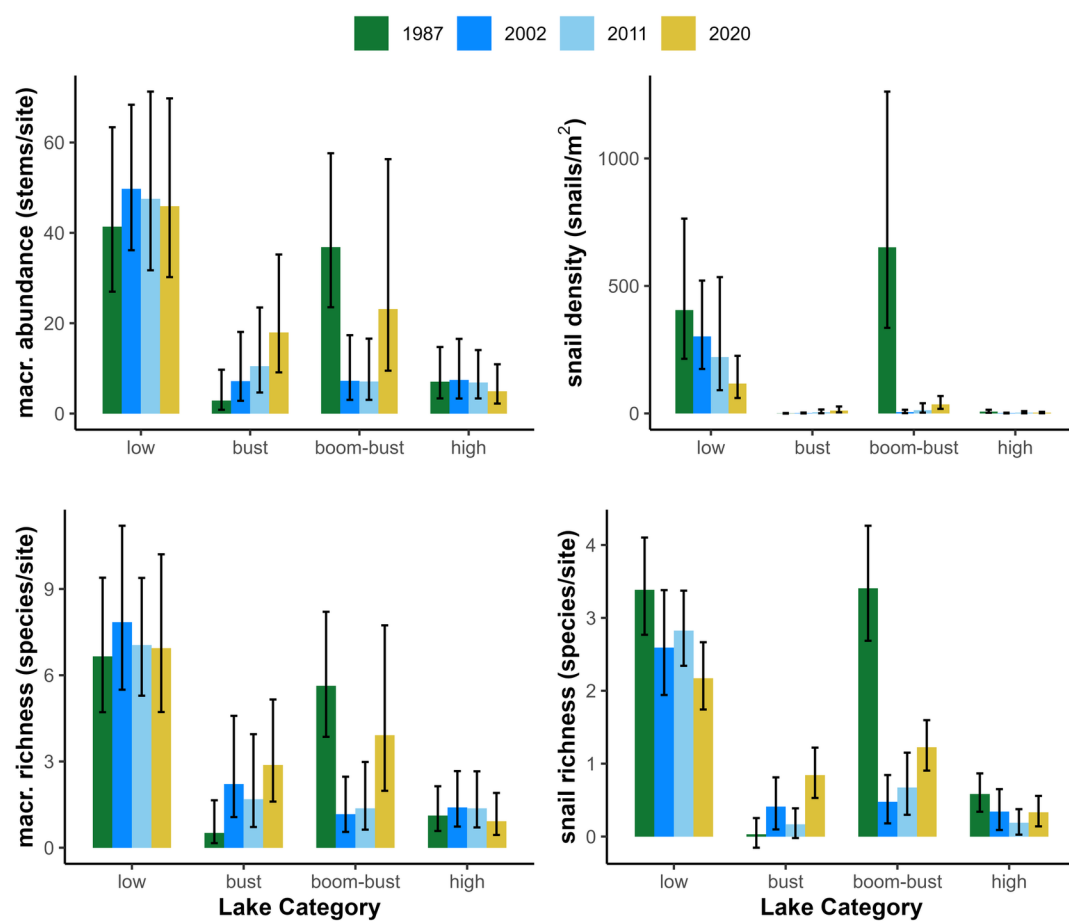 1987 2002 2011 2020
macr. abundance (stems/site)
60
40
20
0
low bust boom-bust high
snail density (snails/m²)
1000
500
0
low bust boom-bust high
macr. richness (species/site)
9
6
3
0
low bust boom-bust high
Lake Category
snail richness (species/site)
4
3
2
1
0
low bust boom-bust high
Lake Category